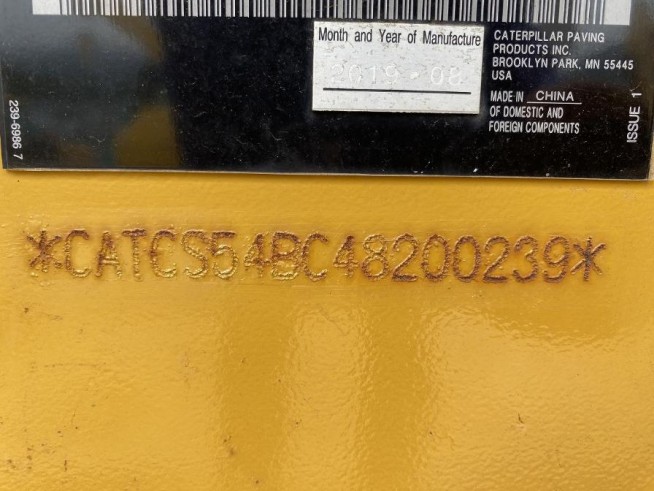 Month and Year of Manufacture
2019 - 08
CATERPILLAR PAVING
PRODUCTS INC.
BROOKLYN PARK, MN 55445
USA
MADE IN CHINA
OF DOMESTIC AND
FOREIGN COMPONENTS
ISSUE 1
239-6986 7
*CATCS54BC48200239*